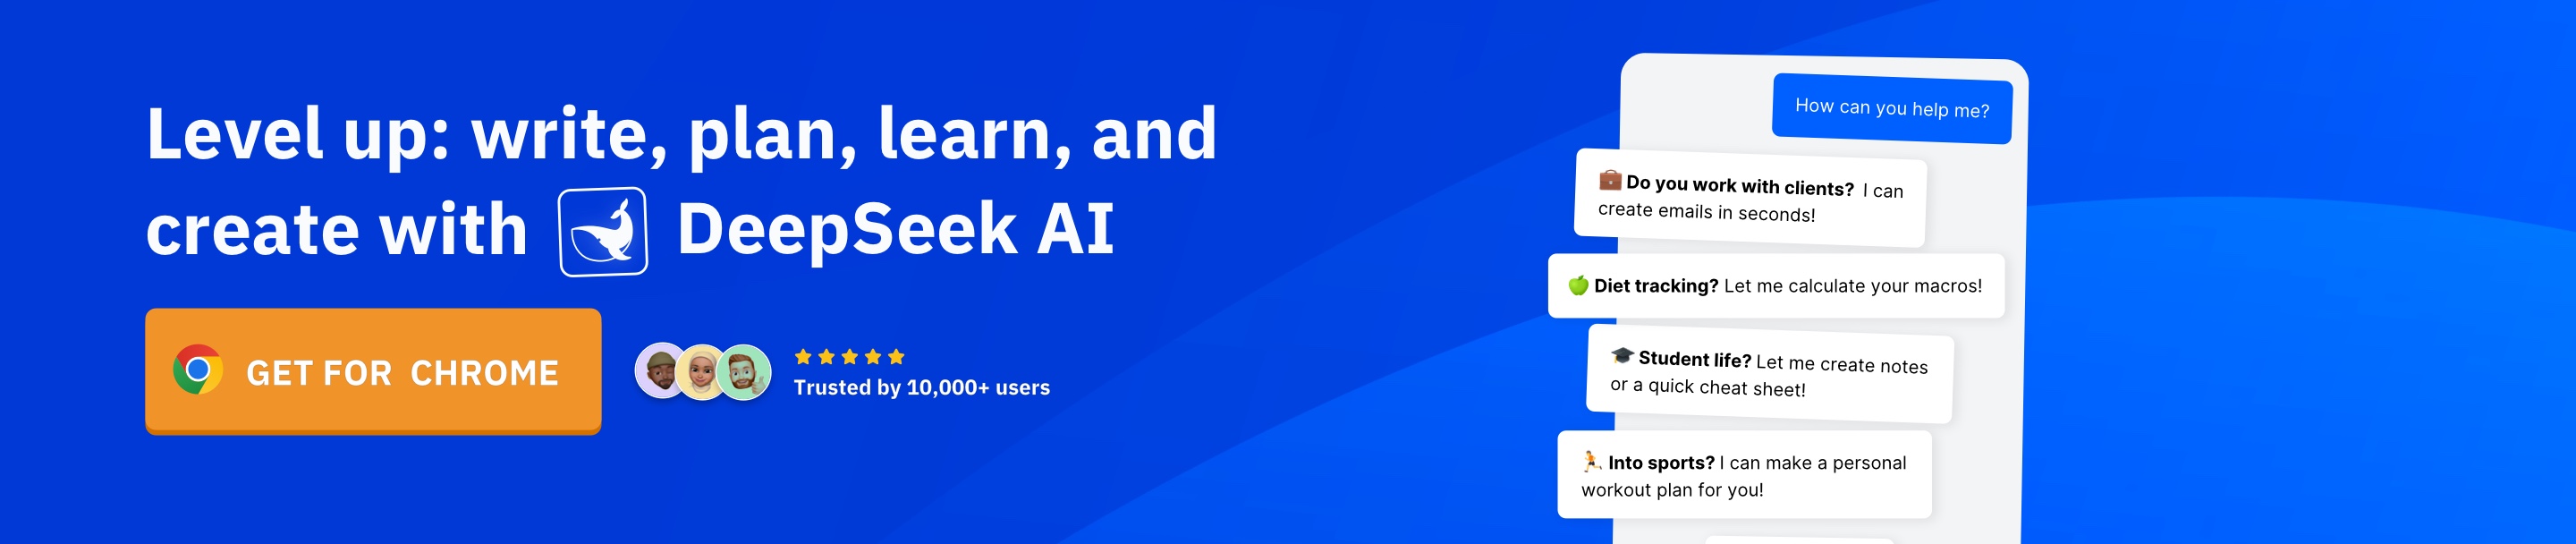 Level up: write, plan, learn, and
create with DeepSeek AI
GET FOR CHROME
Trusted by 10,000+ users
How can you help me?
Do you work with clients? I can
create emails in seconds!
Diet tracking? Let me calculate your macros!
Student life? Let me create notes
or a quick cheat sheet!
Into sports? I can make a personal
workout plan for you!